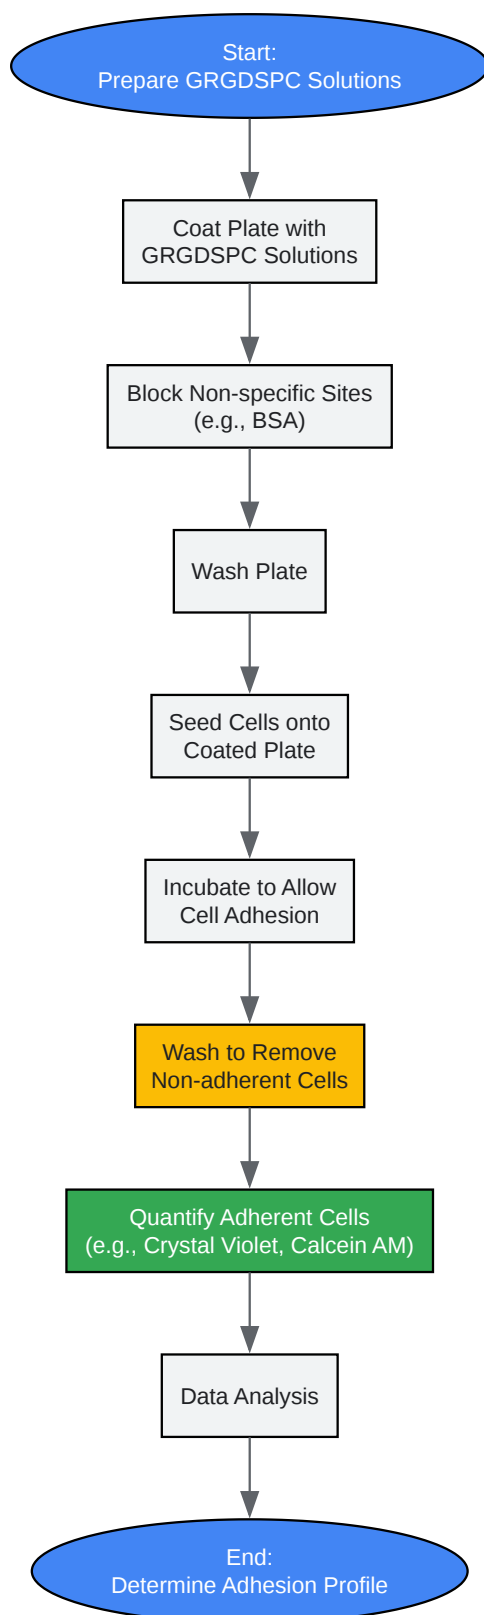 Start:
Prepare GRGDSPC Solutions
Coat Plate with
GRGDSPC Solutions
Block Non-specific Sites
(e.g., BSA)
Wash Plate
Seed Cells onto
Coated Plate
Incubate to Allow
Cell Adhesion
Wash to Remove
Non-adherent Cells
Quantify Adherent Cells
(e.g., Crystal Violet, Calcein AM)
Data Analysis
End:
Determine Adhesion Profile